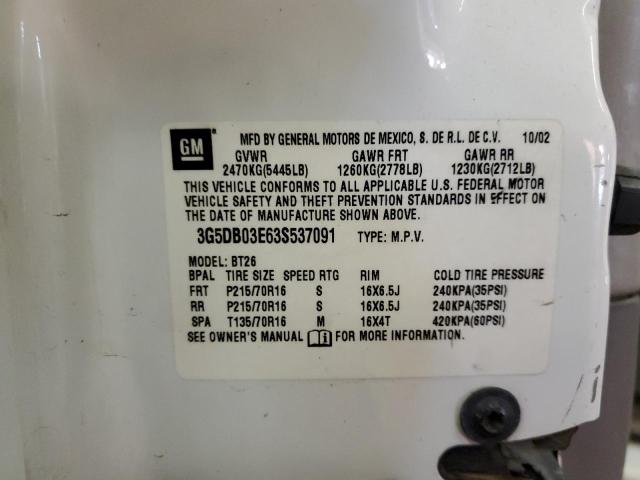 GM
MFD BY GENERAL MOTORS DE MEXICO, S. DE R.L. DE C.V. 10/02
GVWR GAWR FRT GAWR RR
2470KG(5445LB) 1260KG(2778LB) 1230KG(2712LB)
THIS VEHICLE CONFORMS TO ALL APPLICABLE U.S. FEDERAL MOTOR
VEHICLE SAFETY AND THEFT PREVENTION STANDARDS IN EFFECT ON
THE DATE OF MANUFACTURE SHOWN ABOVE.
3G5DB03E63S537091 TYPE: M.P.V.
MODEL: BT26
BPAL TIRE SIZE SPEED RTG RIM COLD TIRE PRESSURE
FRT P215/70R16 S 16X6.5J 240KPA(35PSI)
RR P215/70R16 S 16X6.5J 240KPA(35PSI)
SPA T135/70R16 M 16X4T 420KPA(60PSI)
SEE OWNER'S MANUAL FOR MORE INFORMATION.